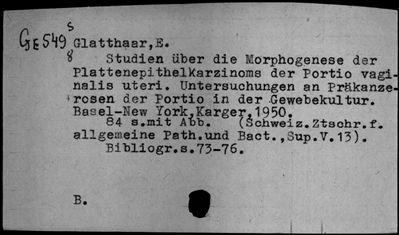 GE549 S
8
Glatthaar,E.
Studien über die Morphogenese der
Plattenepithelkarzinoms der Portio vagi-
nalis uteri. Untersuchungen an Präkanze-
rosen der Portio in der Gewebekultur.
Basel-New York,Karger,1950.
84 s.mit Abb. (Schweiz.Ztschr.f.
allgemeine Path.und Bact.,Sup.V.13).
Bibliogr.s.73-76.
B.